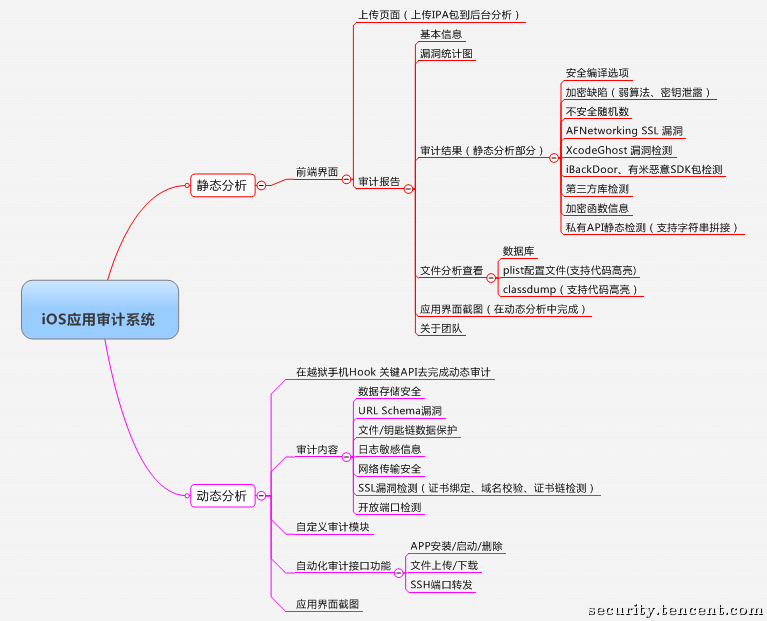 iOS应用审计系统
静态分析
前端界面
上传页面（上传IPA包到后台分析）
审计报告
基本信息
漏洞统计图
审计结果（静态分析部分）
安全编译选项
加密缺陷（弱算法、密钥泄露）
不安全随机数
AFNetworking SSL 漏洞
XcodeGhost 漏洞检测
iBackDoor、有米恶意SDK包检测
第三方库检测
加密函数信息
私有API静态检测（支持字符串拼接）
文件分析查看
数据库
plist配置文件(支持代码高亮)
classdump（支持代码高亮）
应用界面截图（在动态分析中完成）
关于团队
动态分析
在越狱手机Hook 关键API去完成动态审计
审计内容
数据存储安全
URL Schema漏洞
文件/钥匙链数据保护
日志敏感信息
网络传输安全
SSL漏洞检测（证书绑定、域名校验、证书链检测）
开放端口检测
自定义审计模块
自动化审计接口功能
APP安装/启动/删除
文件上传/下载
SSH端口转发
应用界面截图
security.tencent.com